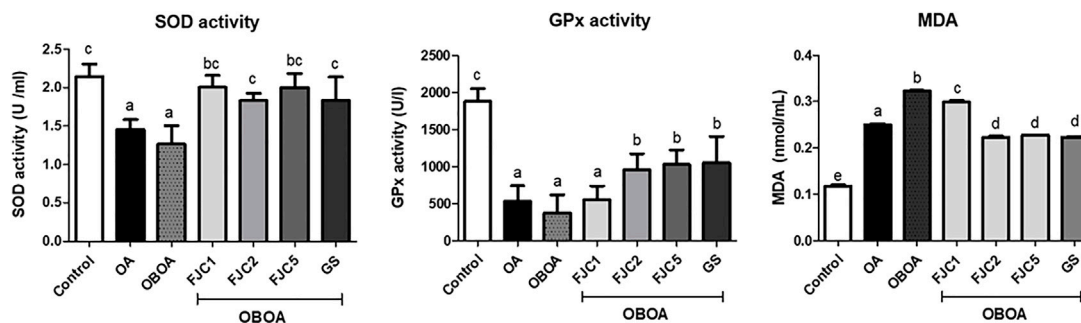 SOD activity
SOD activity (U /ml)
2.5
2.0
1.5
1.0
0.5
0.0
c
a
a
bc
c
bc
c
Control
OA
OBOA
FJC1
FJC2
FJC5
GS
OBOA
GPx activity
GPx activity (U/l)
2500
2000
1500
1000
500
0
c
a
a
a
b
b
b
Control
OA
OBOA
FJC1
FJC2
FJC5
GS
OBOA
MDA
MDA (nmol/mL)
0.4
0.3
0.2
0.1
0.0
e
a
b
c
d
d
d
Control
OA
OBOA
FJC1
FJC2
FJC5
GS
OBOA